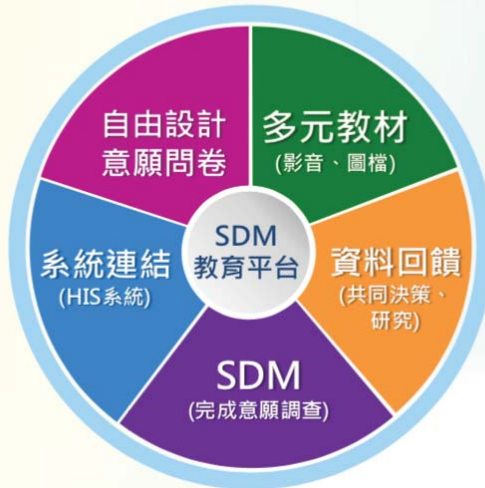 自由設計
意願問卷
多元教材
(影音、圖檔)
系統連結
(HIS系統)
SDM
教育平台
資料回饋
(共同決策、
研究)
SDM
(完成意願調查)